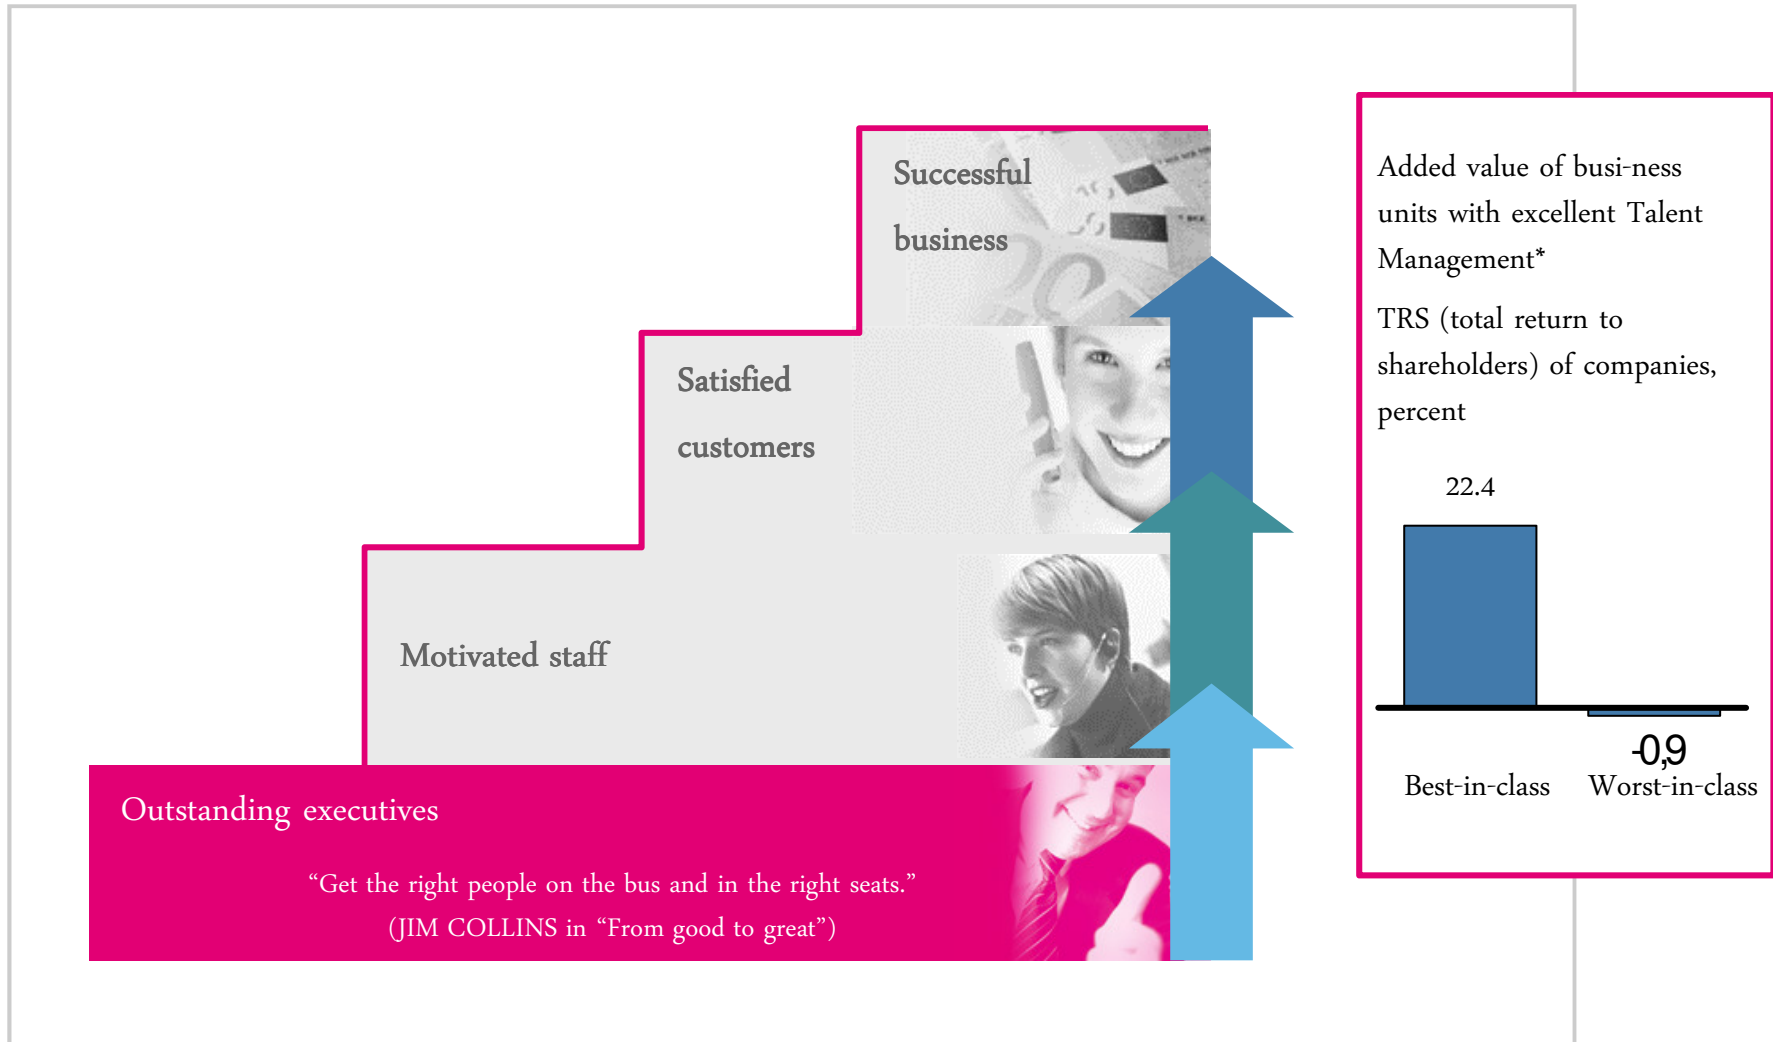 Successful
business
Satisfied
customers
Motivated staff
Outstanding executives
“Get the right people on the bus and in the right seats.”
(JIM COLLINS in “From good to great”)
Added value of busi-ness
units with excellent Talent
Management*
TRS (total return to
shareholders) of companies,
percent
22.4
-0,9
Best-in-class Worst-in-class